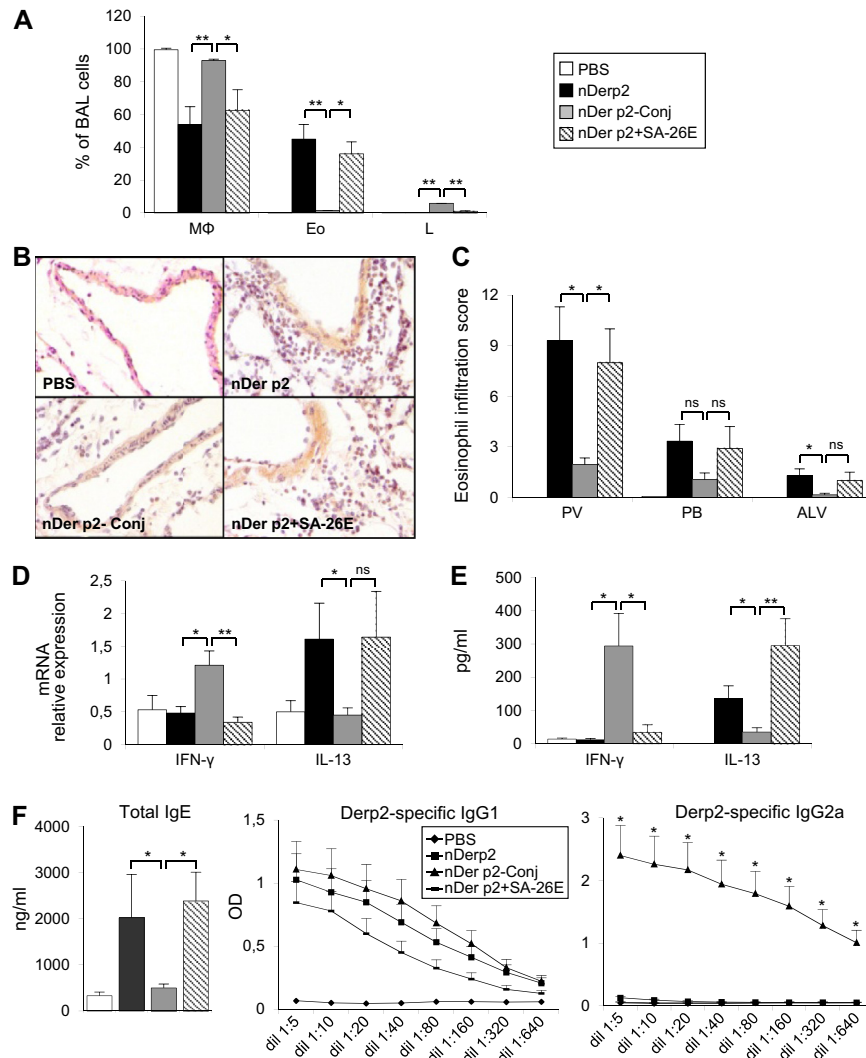 A
% of BAL cells
120
100
80
60
40
20
0
** *
** *
** **
MΦ Eo L
PBS
nDerp2
nDer p2-Conj
nDer p2+SA-26E
B
PBS
nDer p2
nDer p2- Conj
nDer p2+SA-26E
C
Eosinophil infiltration score
12
9
6
3
0
* *
ns ns
* ns
PV PB ALV
D
mRNA
relative expression
2,5
2
1,5
1
0,5
0
* **
* ns
IFN-γ IL-13
E
pg/ml
500
400
300
200
100
0
* *
* **
IFN-γ IL-13
F
Total IgE
ng/ml
4000
3000
2000
1000
0
* *
Derp2-specific IgG1
OD
1,5
1
0,5
0
PBS
nDerp2
nDer p2-Conj
nDer p2+SA-26E
dil 1:5 dil 1:10 dil 1:20 dil 1:40 dil 1:80 dil 1:160 dil 1:320 dil 1:640
Derp2-specific IgG2a
3,0
2,0
1,0
0,0
* * * * * * * *
dil 1:5 dil 1:10 dil 1:20 dil 1:40 dil 1:80 dil 1:160 dil 1:320 dil 1:640